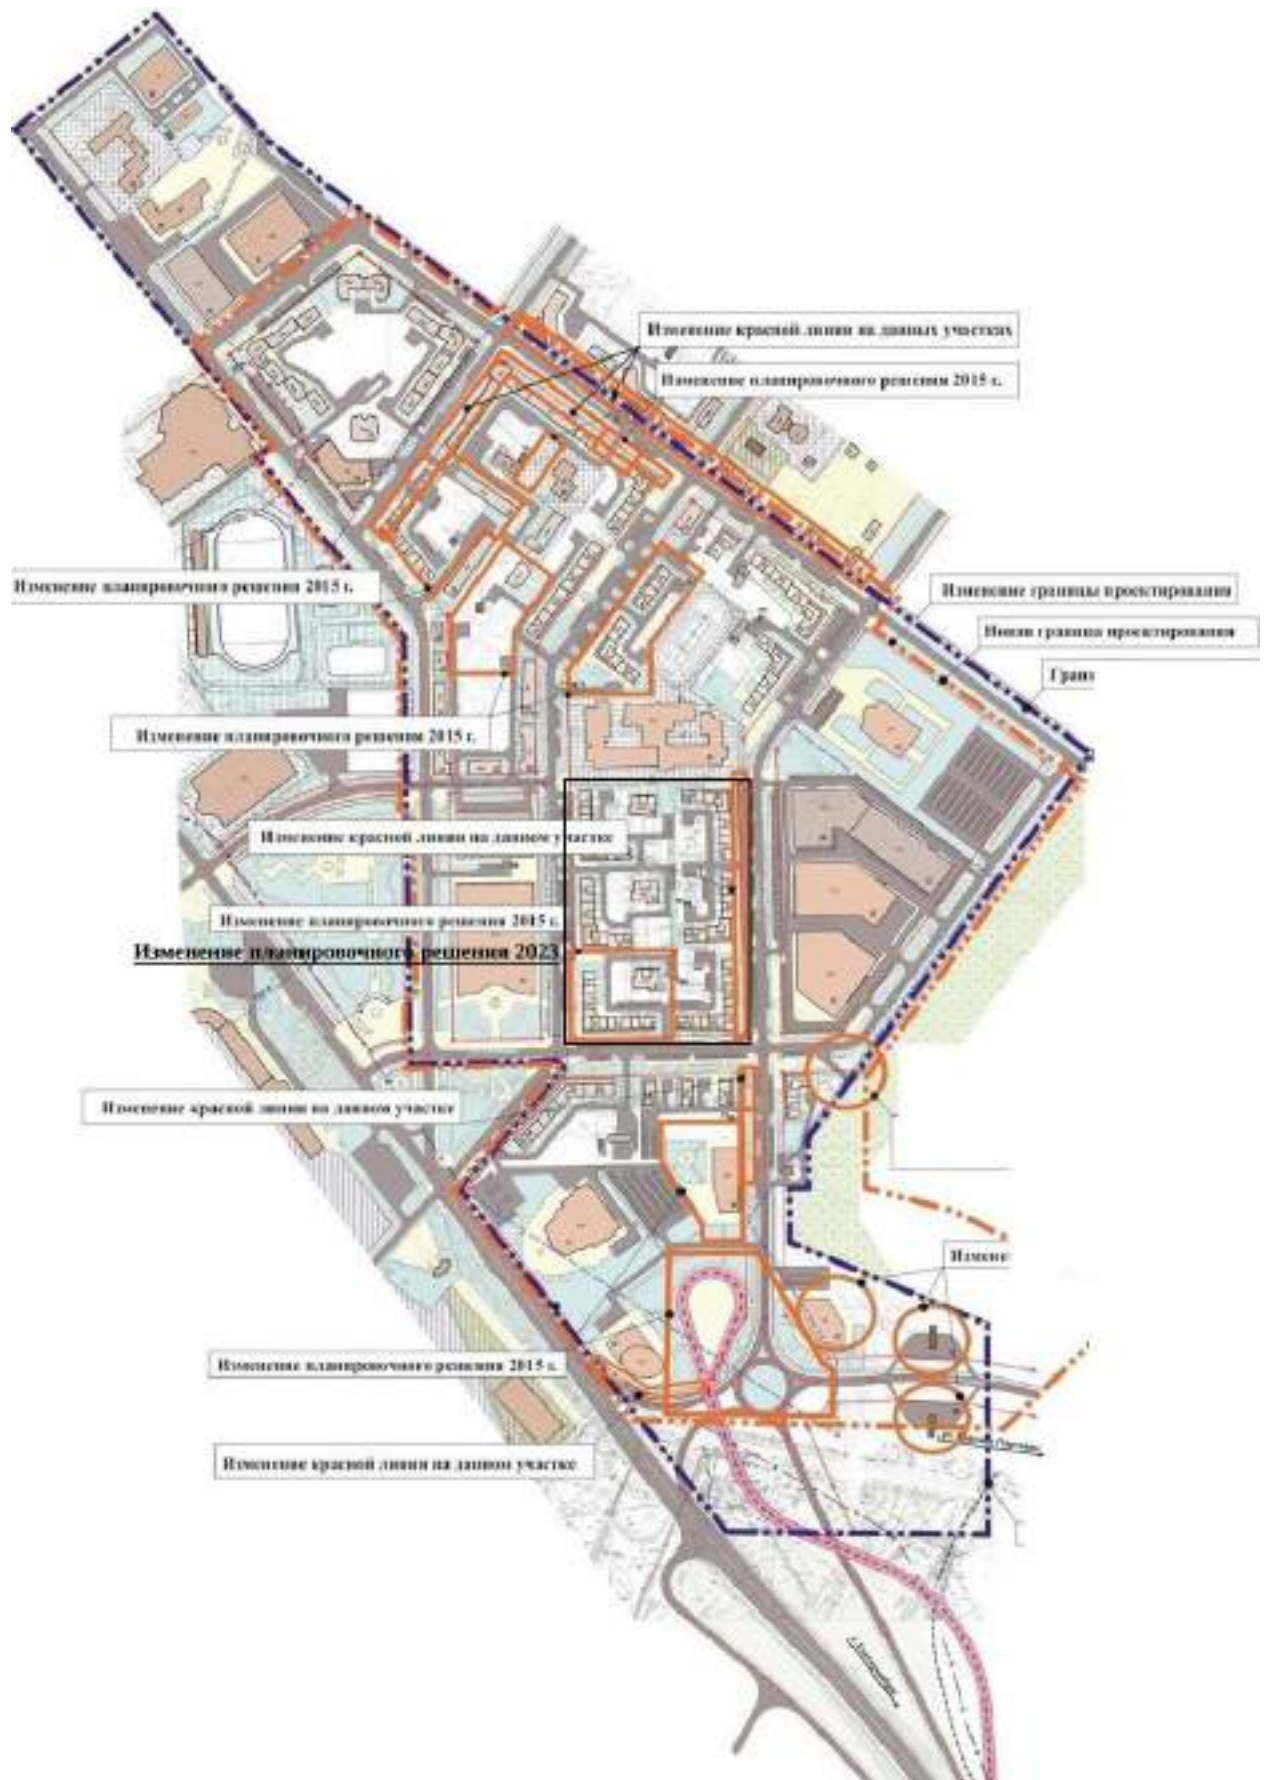 Изменение красной линии на данных участках
Изменение планировочного решения 2015 г.
Изменение планировочного решения 2015 г.
Изменение границы проектирования
Новая граница проектирования
Грани
Изменение планировочного решения 2015 г.
Изменение красной линии на данном участке
Изменение планировочного решения 2015 г.
Изменение планировочного решения 2023
Изменение красной линии на данном участке
Измене
Изменение планировочного решения 2015 г.
Изменение красной линии на данном участке
г. Екатеринбург